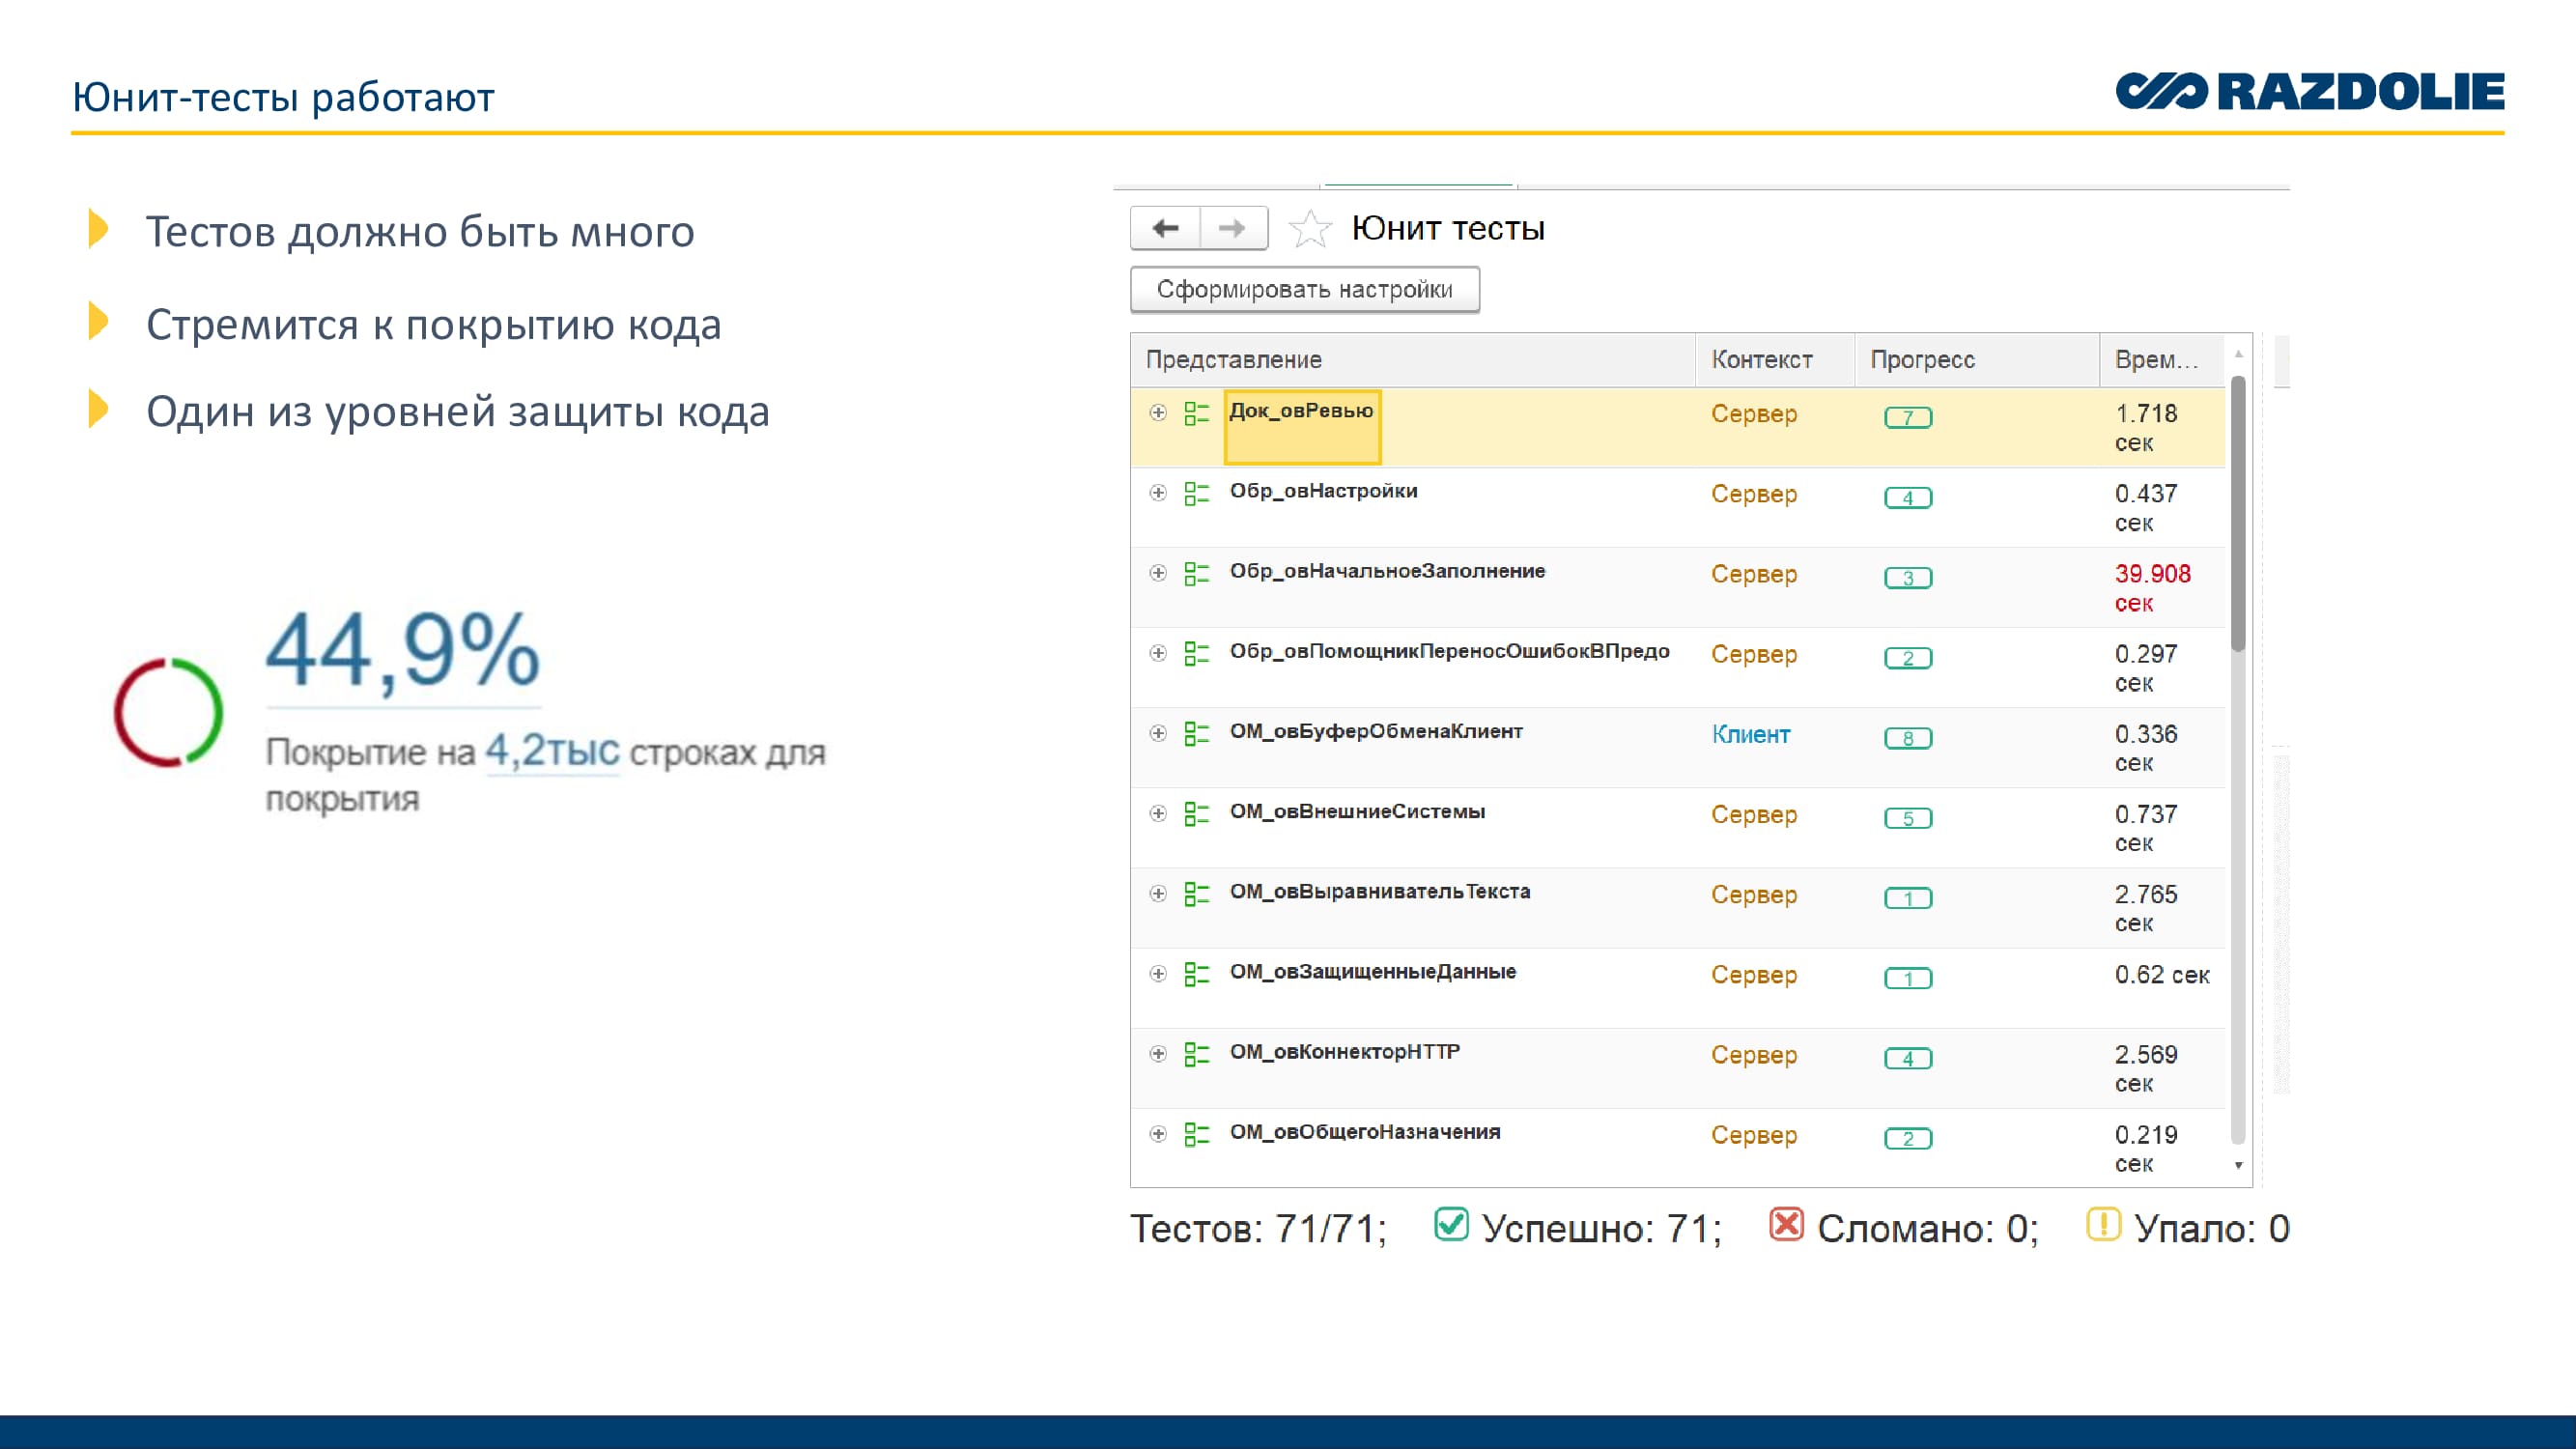 Юнит-тесты работают
RAZDOLIE
Тестов должно быть много
Стремится к покрытию кода
Один из уровней защиты кода
44,9%
Покрытие на 4,2тыс строках для
покрытия
Юнит тесты
Сформировать настройки
Представление Контекст Прогресс Врем...
Док_овРевью Сервер 7 1.718
сек
Обр_овНастройки Сервер 4 0.437
сек
Обр_овНачальноеЗаполнение Сервер 3 39.908
сек
Обр_овПомощникПереносОшибокВПредо Сервер 2 0.297
сек
ОМ_овБуферОбменаКлиент Клиент 8 0.336
сек
ОМ_овВнешниеСистемы Сервер 5 0.737
сек
ОМ_овВыравнивательТекста Сервер 1 2.765
сек
ОМ_овЗащищенныеДанные Сервер 1 0.62 сек
ОМ_овКоннекторHTTP Сервер 4 2.569
сек
ОМ_овОбщегоНазначения Сервер 2 0.219
сек
Тестов: 71/71; Успешно: 71; Сломано: 0; Упало: 0